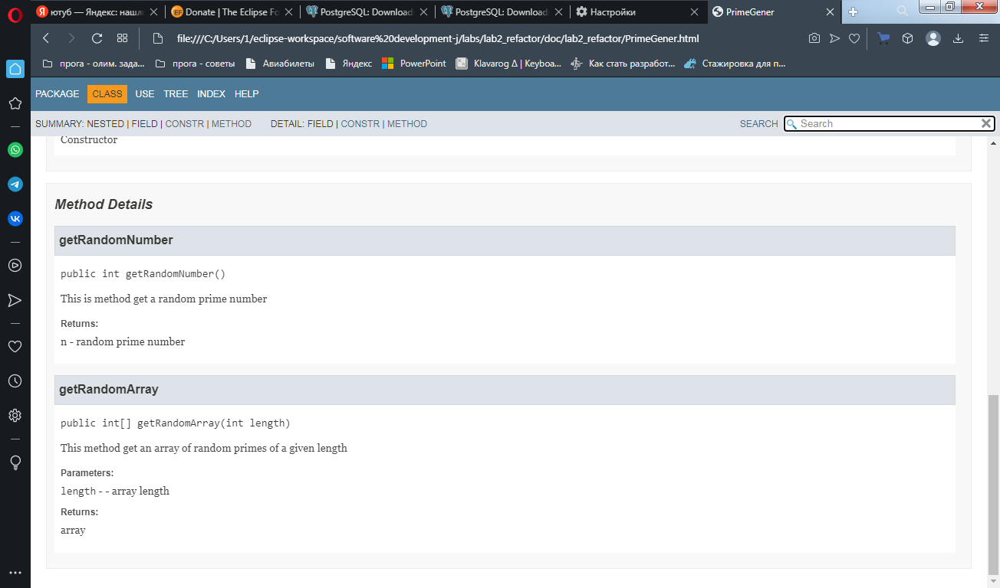 ютуб — Яндекс: нашло
Donate | The Eclipse Fo
PostgreSQL: Download
PostgreSQL: Download
Настройки
PrimeGener
file:///C:/Users/1/eclipse-workspace/software%20development-j/labs/lab2_refactor/doc/lab2_refactor/PrimeGener.html
прога - олим. зада...
прога - советы
Авиабилеты
Яндекс
PowerPoint
Klavarog Δ | Keyboa...
Как стать разработ...
Стажировка для п...
PACKAGE CLASS USE TREE INDEX HELP
SUMMARY: NESTED | FIELD | CONSTR | METHOD DETAIL: FIELD | CONSTR | METHOD SEARCH Search
Constructor
Method Details
getRandomNumber
public int getRandomNumber()
This is method get a random prime number
Returns:
n - random prime number
getRandomArray
public int[] getRandomArray(int length)
This method get an array of random primes of a given length
Parameters:
length - - array length
Returns:
array